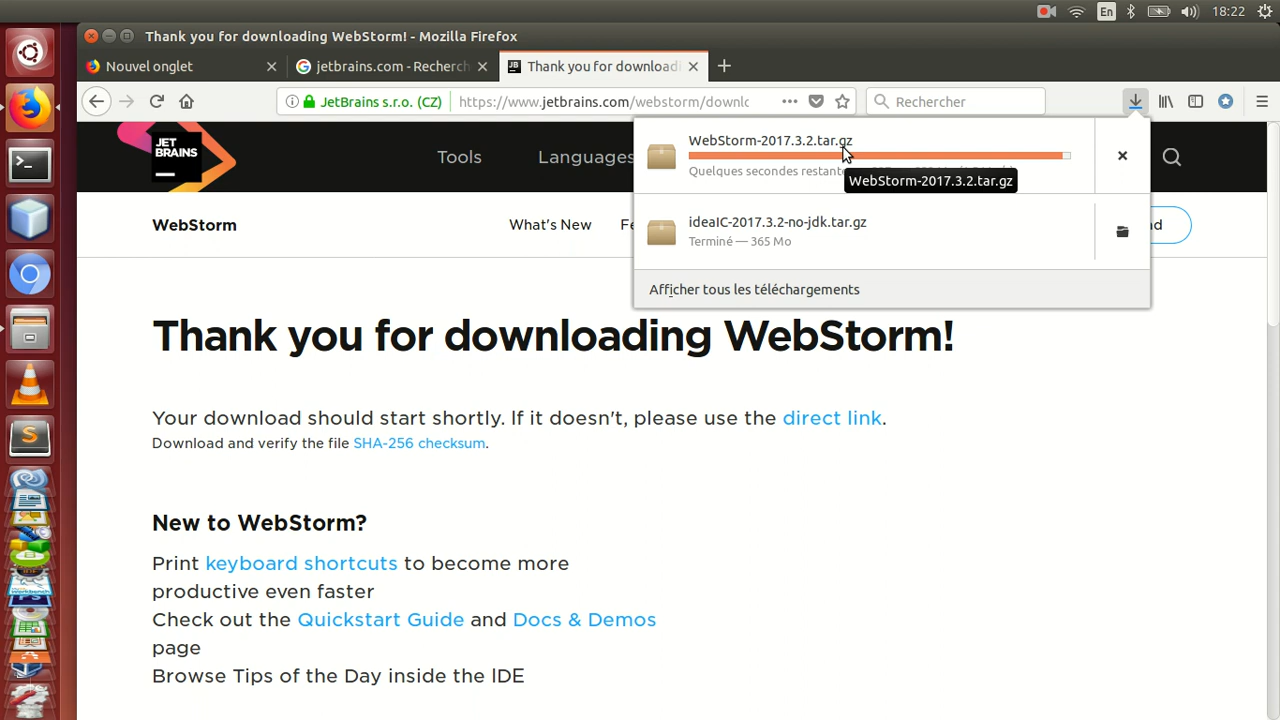 En
18:22
Thank you for downloading WebStorm! - Mozilla Firefox
Nouvel onglet
jetbrains.com - Recherch
Thank you for download
JetBrains s.r.o. (CZ)
https://www.jetbrains.com/webstorm/downlo
Rechercher
JET
BRAINS
Tools
Languages
WebStorm-2017.3.2.tar.gz
Quelques secondes restante
WebStorm-2017.3.2.tar.gz
WebStorm
What's New
Fe
ideaIC-2017.3.2-no-jdk.tar.gz
Terminé — 365 Mo
d
Afficher tous les téléchargements
Thank you for downloading WebStorm!
Your download should start shortly. If it doesn't, please use the direct link.
Download and verify the file SHA-256 checksum.
New to WebStorm?
Print keyboard shortcuts to become more
productive even faster
Check out the Quickstart Guide and Docs & Demos
page
Browse Tips of the Day inside the IDE